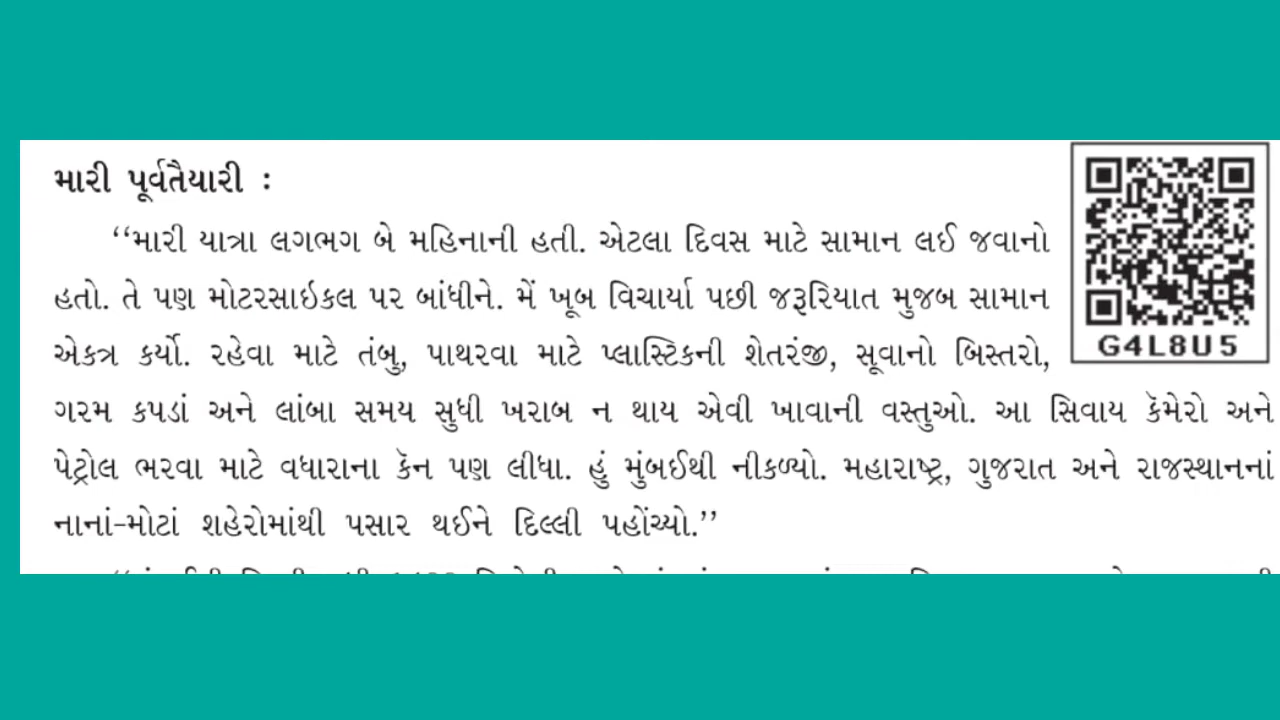 મારી પૂર્વતૈયારી :
‘‘મારી યાત્રા લગભગ બે મહિનાની હતી. એટલા દિવસ માટે સામાન લઈ જવાનો
હતો. તે પણ મોટરસાઇકલ પર બાંધીને. મેં ખૂબ વિચાર્યા પછી જરૂરિયાત મુજબ સામાન
એકત્ર કર્યો. રહેવા માટે તંબુ, પાથરવા માટે પ્લાસ્ટિકની શેતરંજી, સૂવાનો બિસ્તરો,
G4L8U5
ગરમ કપડાં અને લાંબા સમય સુધી ખરાબ ન થાય એવી ખાવાની વસ્તુઓ. આ સિવાય કૅમેરો અને
પેટ્રોલ ભરવા માટે વધારાના કૅન પણ લીધા. હું મુંબઈથી નીકળ્યો. મહારાષ્ટ્ર, ગુજરાત અને રાજસ્થાનનાં
નાનાં-મોટાં શહેરોમાંથી પસાર થઈને દિલ્લી પહોંચ્યો.’’